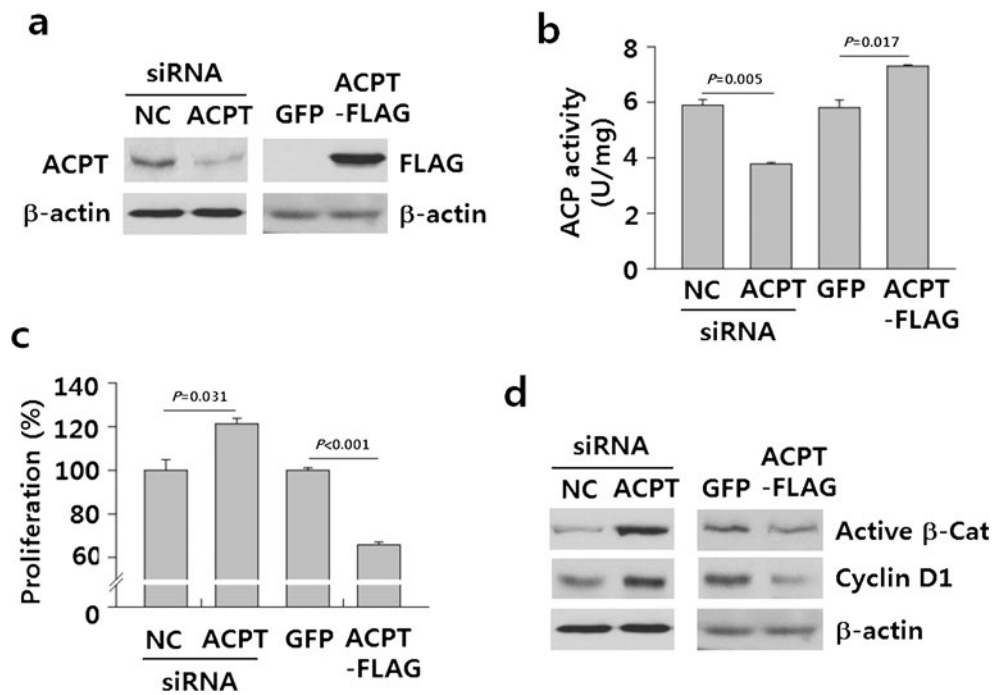 a
siRNA
NC ACPT
GFP
ACPT
-FLAG
ACPT
FLAG
β-actin
β-actin
b
ACP activity
(U/mg)
8
6
4
2
0
P=0.005
P=0.017
NC ACPT GFP ACPT
-FLAG
siRNA
c
Proliferation (%)
140
120
100
80
60
0
P=0.031
P<0.001
NC ACPT GFP ACPT
-FLAG
siRNA
d
siRNA
NC ACPT
GFP
ACPT
-FLAG
Active β-Cat
Cyclin D1
β-actin